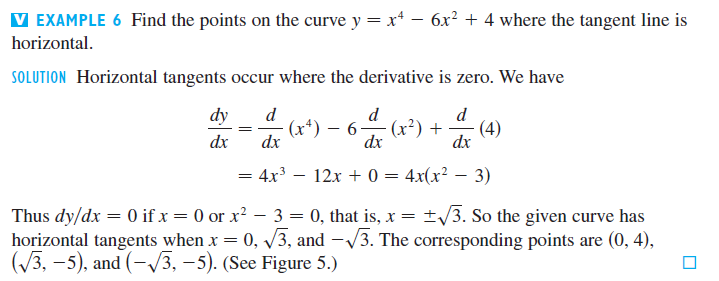 V EXAMPLE 6 Find the points on the curve y = x⁴ − 6x² + 4 where the tangent line is
horizontal.
SOLUTION Horizontal tangents occur where the derivative is zero. We have
dy/dx = d/dx (x⁴) − 6 d/dx (x²) + d/dx (4)
= 4x³ − 12x + 0 = 4x(x² − 3)
Thus dy/dx = 0 if x = 0 or x² − 3 = 0, that is, x = ±√3. So the given curve has
horizontal tangents when x = 0, √3, and −√3. The corresponding points are (0, 4),
(√3, −5), and (−√3, −5). (See Figure 5.)